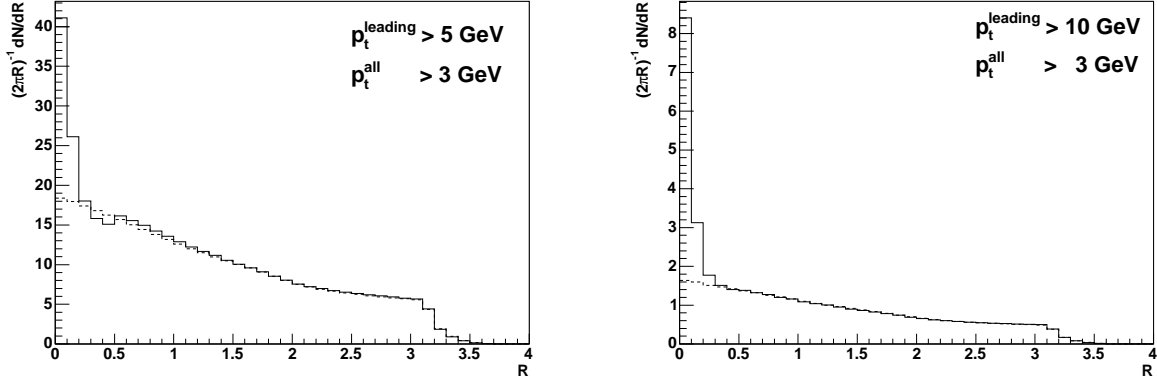 (2πR)⁻¹ dN/dR
40
35
30
25
20
15
10
5
0
0 0.5 1 1.5 2 2.5 3 3.5 4
R
p_t^leading > 5 GeV
p_t^all > 3 GeV
(2πR)⁻¹ dN/dR
8
7
6
5
4
3
2
1
0
0 0.5 1 1.5 2 2.5 3 3.5 4
R
p_t^leading > 10 GeV
p_t^all > 3 GeV